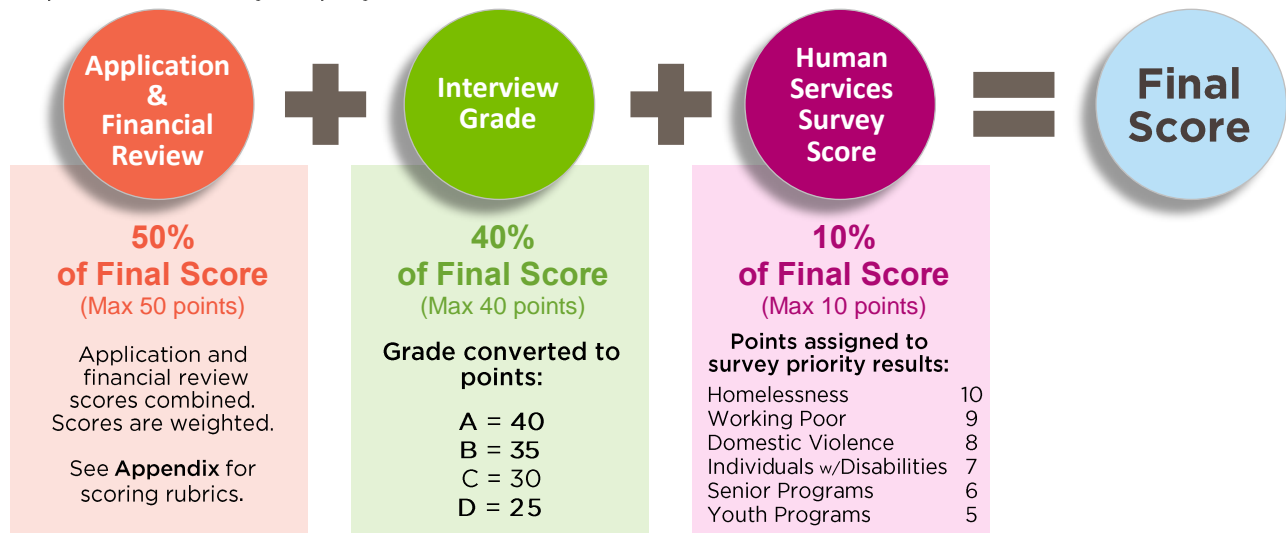 Application
&
Financial
Review
Interview
Grade
Human
Services
Survey
Score
Final
Score
50%
of Final Score
(Max 50 points)
Application and
financial review
scores combined.
Scores are weighted.
See Appendix for
scoring rubrics.
40%
of Final Score
(Max 40 points)
Grade converted to
points:
A = 40
B = 35
C = 30
D = 25
10%
of Final Score
(Max 10 points)
Points assigned to
survey priority results:
Homelessness 10
Working Poor 9
Domestic Violence 8
Individuals w/Disabilities 7
Senior Programs 6
Youth Programs 5